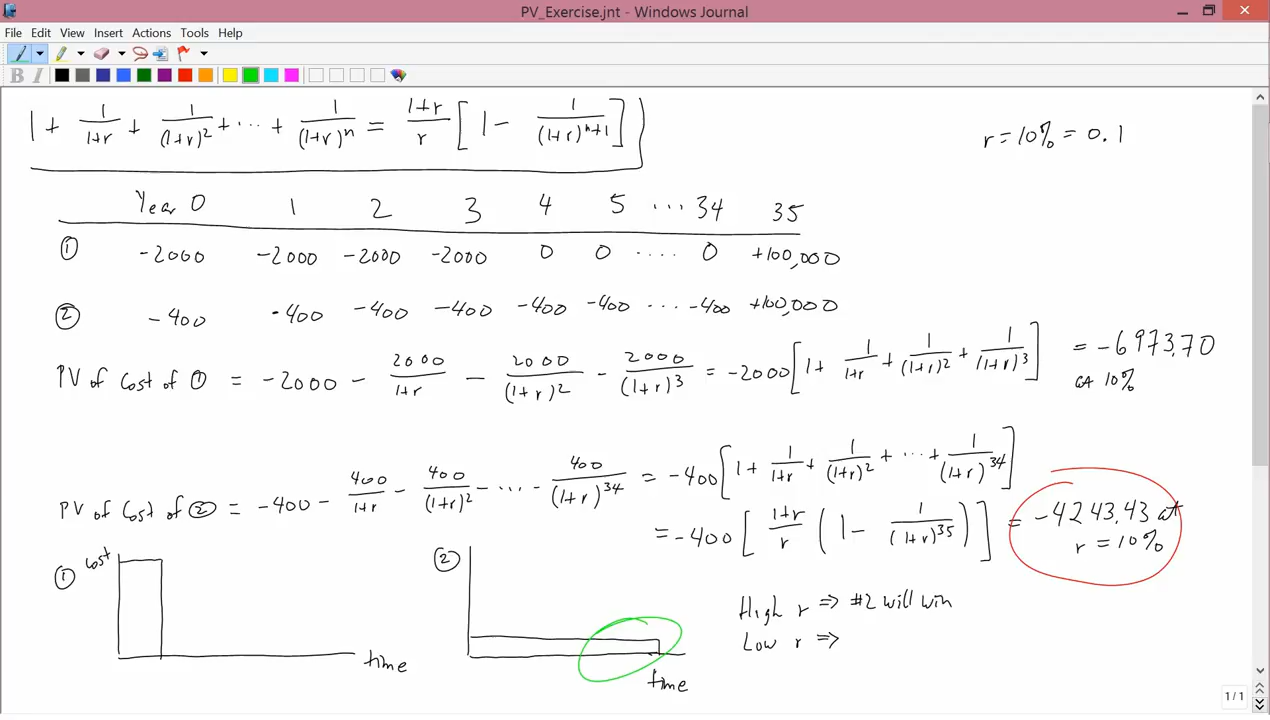 PV_Exercise.jnt - Windows Journal
File Edit View Insert Actions Tools Help
B I
1 + 1/(1+r) + 1/(1+r)^2 + ... + 1/(1+r)^n = (1+r)/r [1 - 1/(1+r)^(n+1)]
r = 10% = 0.1
Year 0 1 2 3 4 5 ... 34 35
① -2000 -2000 -2000 -2000 0 0 .... 0 +100,000
② -400 -400 -400 -400 -400 -400 ... -400 +100,000
PV of Cost of ① = -2000 - 2000/(1+r) - 2000/(1+r)^2 - 2000/(1+r)^3 = -2000 [1 + 1/(1+r) + 1/(1+r)^2 + 1/(1+r)^3] = -6973.70
at 10%
PV of Cost of ② = -400 - 400/(1+r) - 400/(1+r)^2 - ... - 400/(1+r)^34 = -400 [1 + 1/(1+r) + 1/(1+r)^2 + ... + 1/(1+r)^34]
= -400 [(1+r)/r (1 - 1/(1+r)^35)] = -4243.43 at
r = 10%
① Cost
time
②
time
High r ⇒ #2 will win
Low r ⇒
1 / 1